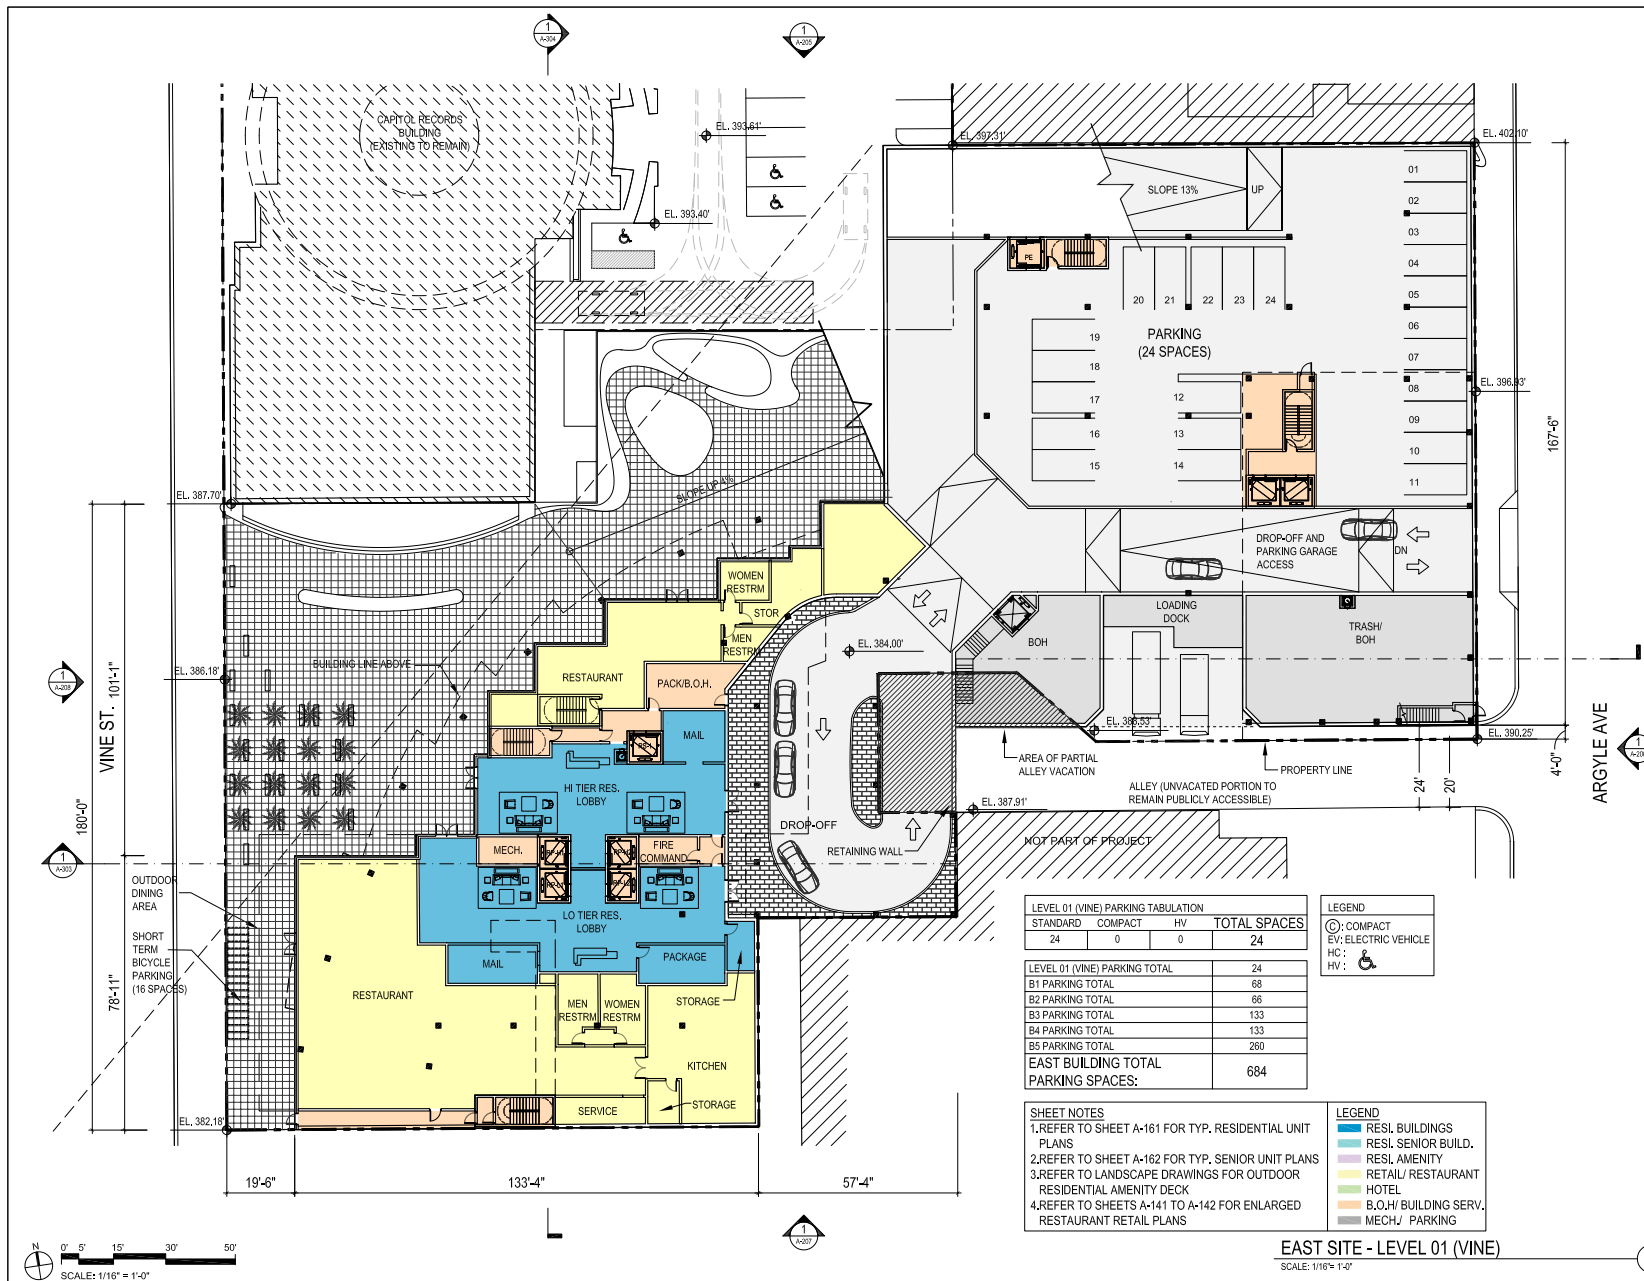 1
A-304
1
A-205
CAPITOL RECORDS
BUILDING
(EXISTING TO REMAIN)
EL. 393.61'
EL. 397.31'
EL. 402.10'
EL. 393.40'
SLOPE 13%
UP
01
02
03
04
05
06
07
08
09
10
11
PE
20
21
22
23
24
PARKING
(24 SPACES)
19
18
17
16
15
12
13
14
EL. 396.93'
167'-6"
EL. 387.70'
SLOPE UP 4%
DROP-OFF AND
PARKING GARAGE
ACCESS
DN
WOMEN
RESTRM
STOR
MEN
RESTRM
LOADING
DOCK
BOH
TRASH/
BOH
EL. 384.00'
BUILDING LINE ABOVE
EL. 386.18'
1
A-208
VINE ST.
101'-1"
180'-0"
78'-11"
RESTAURANT
PACK/B.O.H.
MAIL
HI TIER RES.
LOBBY
MECH.
FIRE
COMMAND
LO TIER RES.
LOBBY
MAIL
PACKAGE
DROP-OFF
RETAINING WALL
AREA OF PARTIAL
ALLEY VACATION
PROPERTY LINE
ALLEY (UNVACATED PORTION TO
REMAIN PUBLICLY ACCESSIBLE)
EL. 390.25'
EL. 387.91'
24'
20'
4'-0"
ARGYLE AVE
1
NOT PART OF PROJECT
1
A-303
OUTDOOR
DINING
AREA
SHORT
TERM
BICYCLE
PARKING
(16 SPACES)
RESTAURANT
MEN
RESTRM
WOMEN
RESTRM
STORAGE
KITCHEN
STORAGE
SERVICE
EL. 382.18'
19'-6"
133'-4"
57'-4"
1
A-207
LEVEL 01 (VINE) PARKING TABULATION
STANDARD COMPACT HV TOTAL SPACES
24 0 0 24
LEVEL 01 (VINE) PARKING TOTAL 24
B1 PARKING TOTAL 68
B2 PARKING TOTAL 66
B3 PARKING TOTAL 133
B4 PARKING TOTAL 133
B5 PARKING TOTAL 260
EAST BUILDING TOTAL
PARKING SPACES: 684
LEGEND
C : COMPACT
EV: ELECTRIC VEHICLE
HC :
HV :
SHEET NOTES
1. REFER TO SHEET A-161 FOR TYP. RESIDENTIAL UNIT
PLANS
2. REFER TO SHEET A-162 FOR TYP. SENIOR UNIT PLANS
3. REFER TO LANDSCAPE DRAWINGS FOR OUTDOOR
RESIDENTIAL AMENITY DECK
4. REFER TO SHEETS A-141 TO A-142 FOR ENLARGED
RESTAURANT RETAIL PLANS
LEGEND
RESI. BUILDINGS
RESI. SENIOR BUILD.
RESI. AMENITY
RETAIL/ RESTAURANT
HOTEL
B.O.H/ BUILDING SERV.
MECH./ PARKING
N
0' 5' 15' 30' 50'
SCALE: 1/16" = 1'-0"
EAST SITE - LEVEL 01 (VINE)
SCALE: 1/16"= 1'-0"